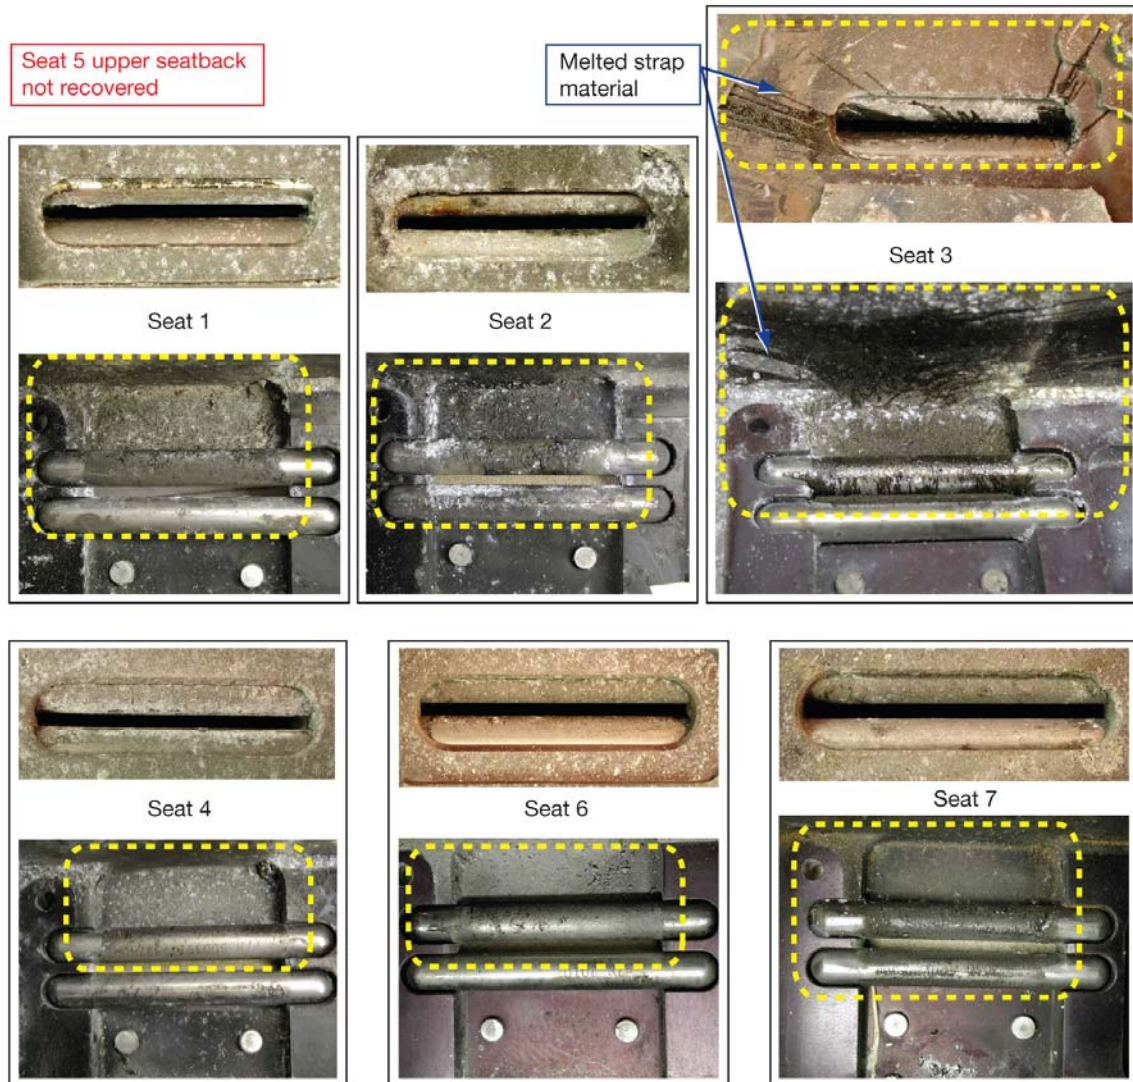 Seat 5 upper seatback
not recovered
Melted strap
material
Seat 3
Seat 1
Seat 2
Seat 4
Seat 6
Seat 7